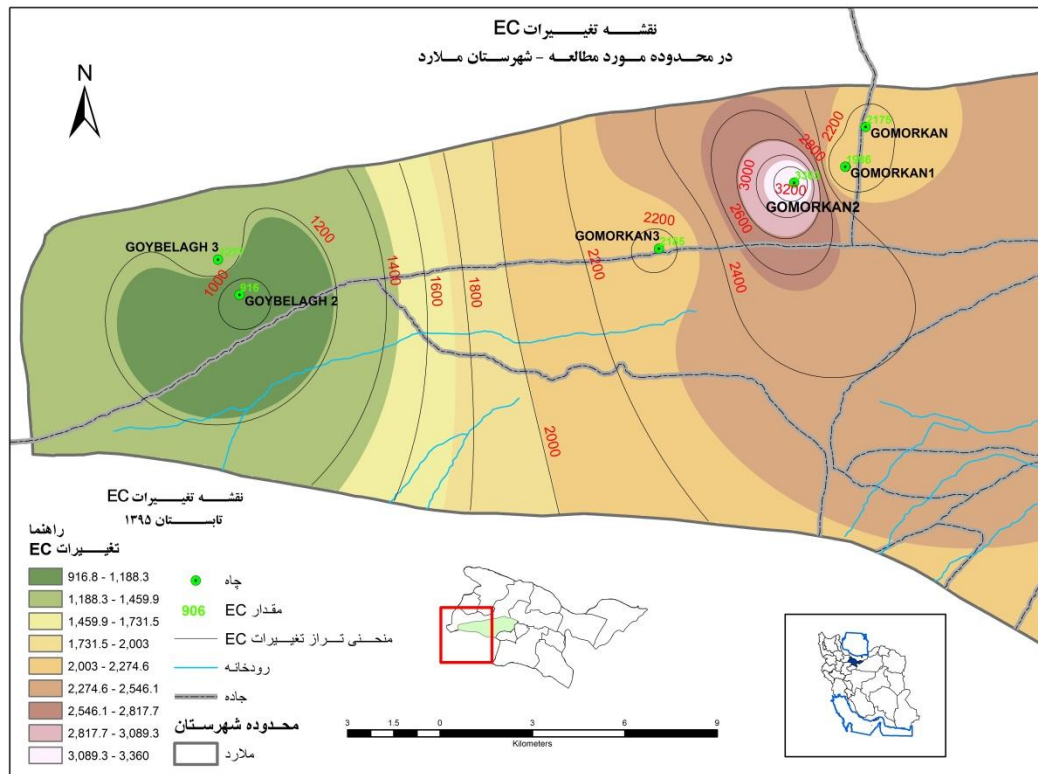 نقشه تغییرات EC
در محدوده مورد مطالعه - شهرستان ملارد
N
2200
2175
GOMORKAN
2800
GOMORKAN1
3000
3200
GOMORKAN2
2600
2200
GOMORKAN3
2185
2200
2400
1200
GOYBELAGH 3
1000
916
GOYBELAGH 2
1400
1600
1800
2000
نقشه تغییرات EC
تابستان ۱۳۹۵
راهنما
تغییرات EC
916.8 - 1,188.3
1,188.3 - 1,459.9
1,459.9 - 1,731.5
1,731.5 - 2,003
2,003 - 2,274.6
2,274.6 - 2,546.1
2,546.1 - 2,817.7
2,817.7 - 3,089.3
3,089.3 - 3,360
چاه
906 مقدار EC
منحنی تراز تغییرات EC
رودخانه
جاده
محدوده شهرستان
ملارد
3 1.5 0 3 6 9
Kilometers